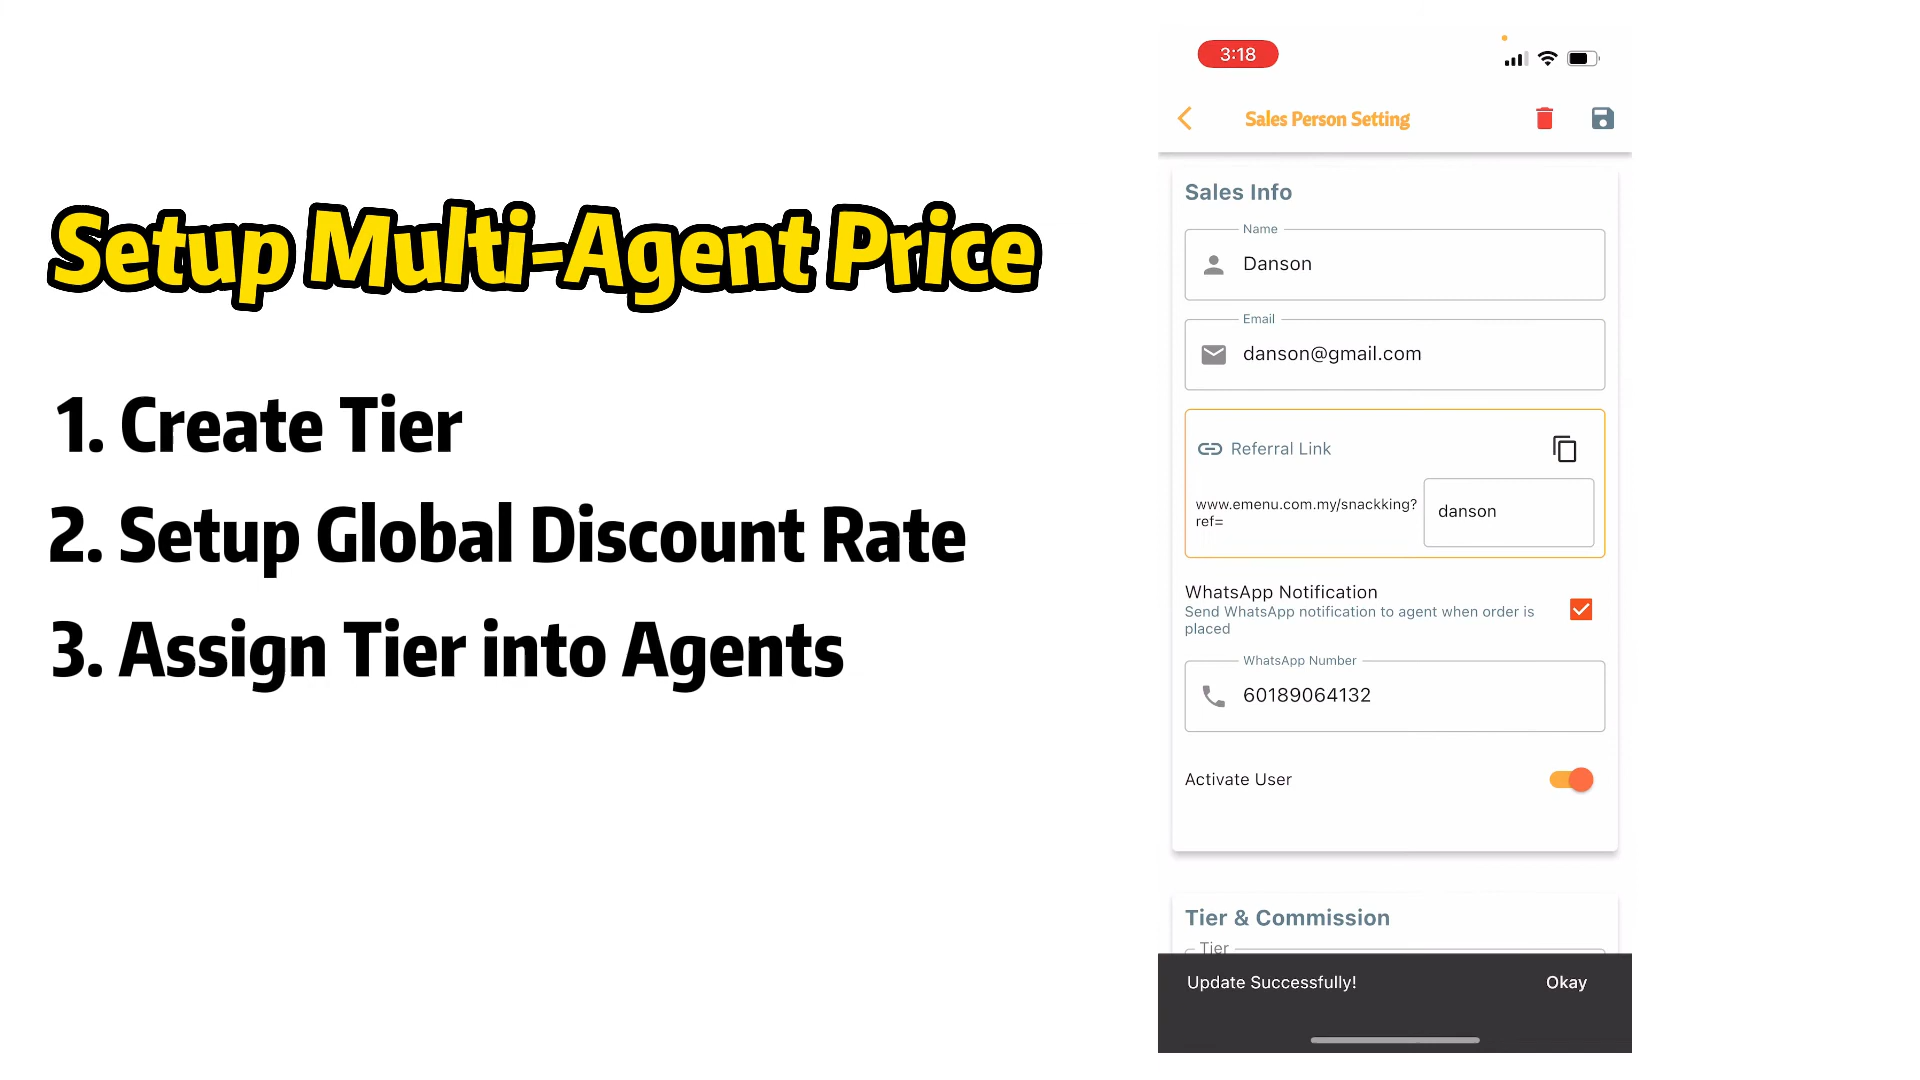 Setup Multi-Agent Price
1. Create Tier
2. Setup Global Discount Rate
3. Assign Tier into Agents
3:18
Sales Person Setting
Sales Info
Name
Danson
Email
danson@gmail.com
Referral Link
www.emenu.com.my/snackking?
ref=
danson
WhatsApp Notification
Send WhatsApp notification to agent when order is
placed
WhatsApp Number
60189064132
Activate User
Tier & Commission
Tier
Update Successfully!
Okay